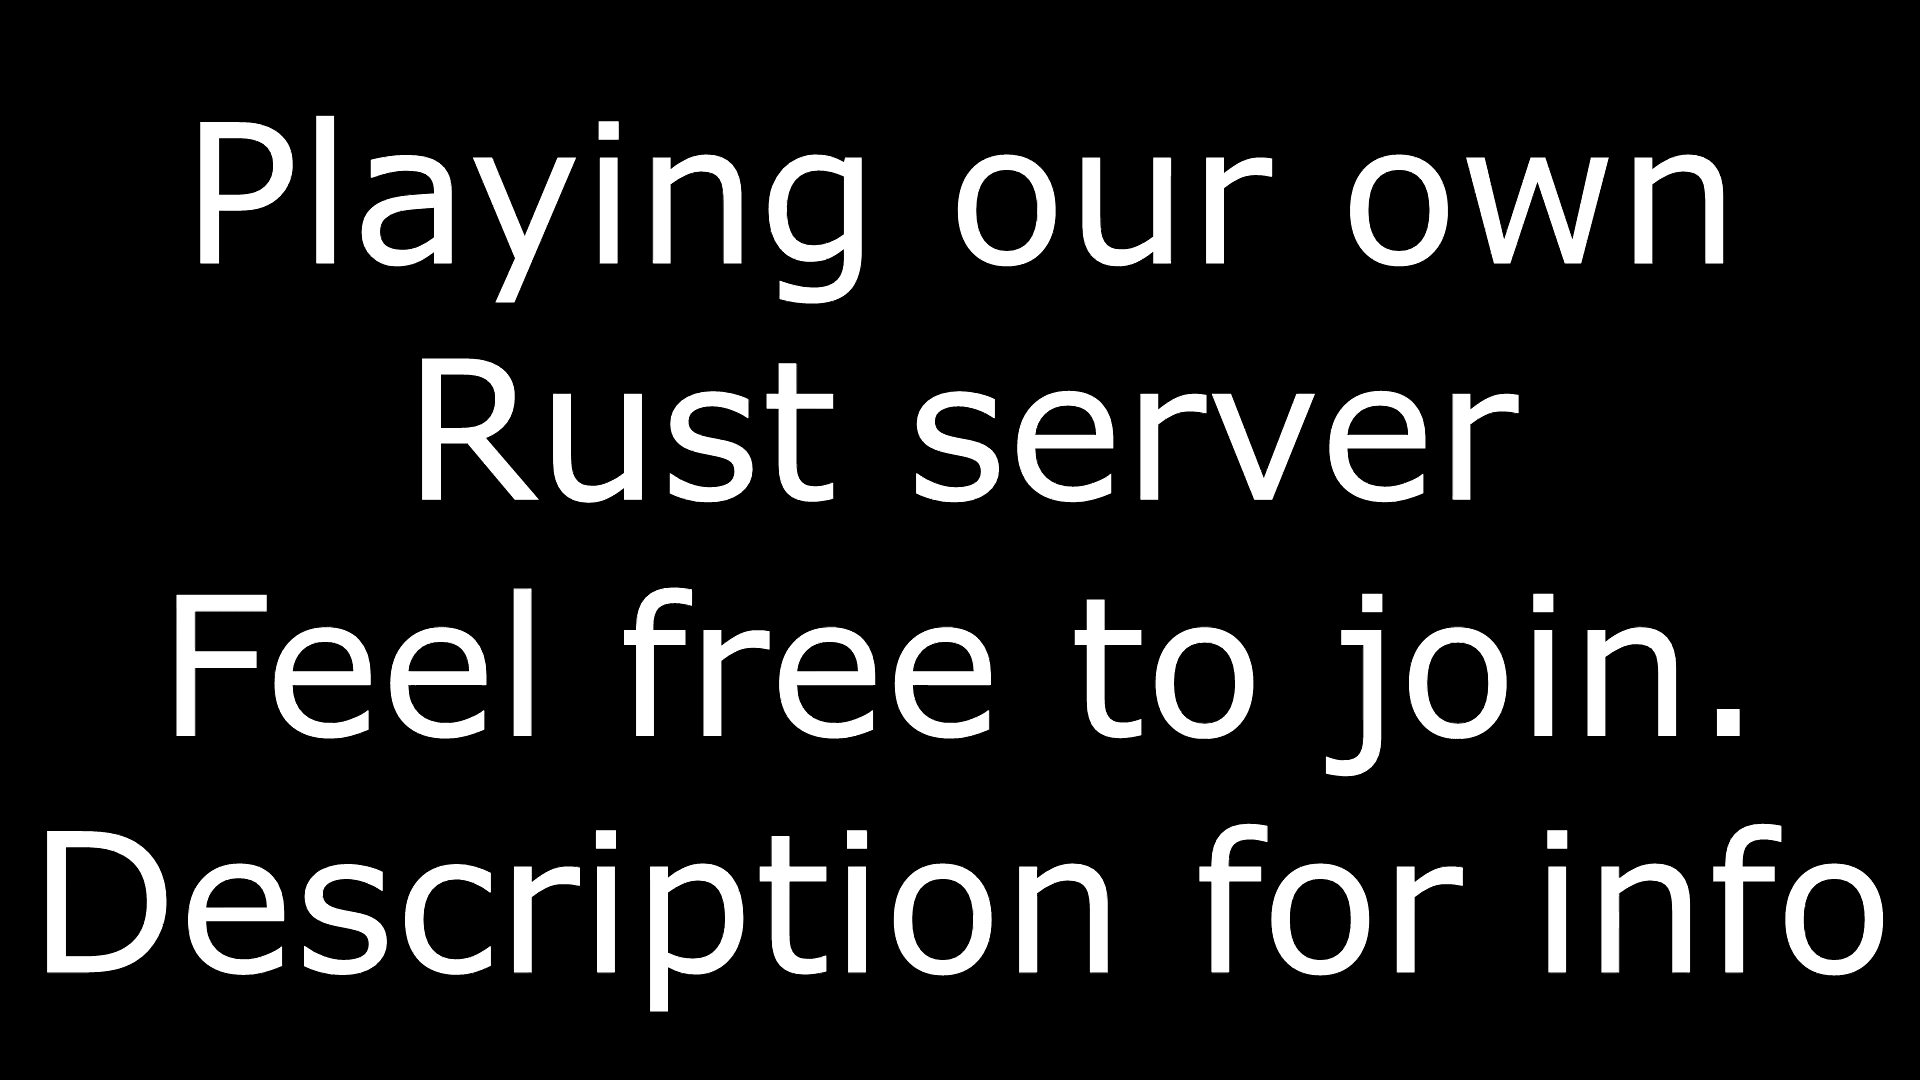 Playing our own
Rust server
Feel free to join.
Description for info